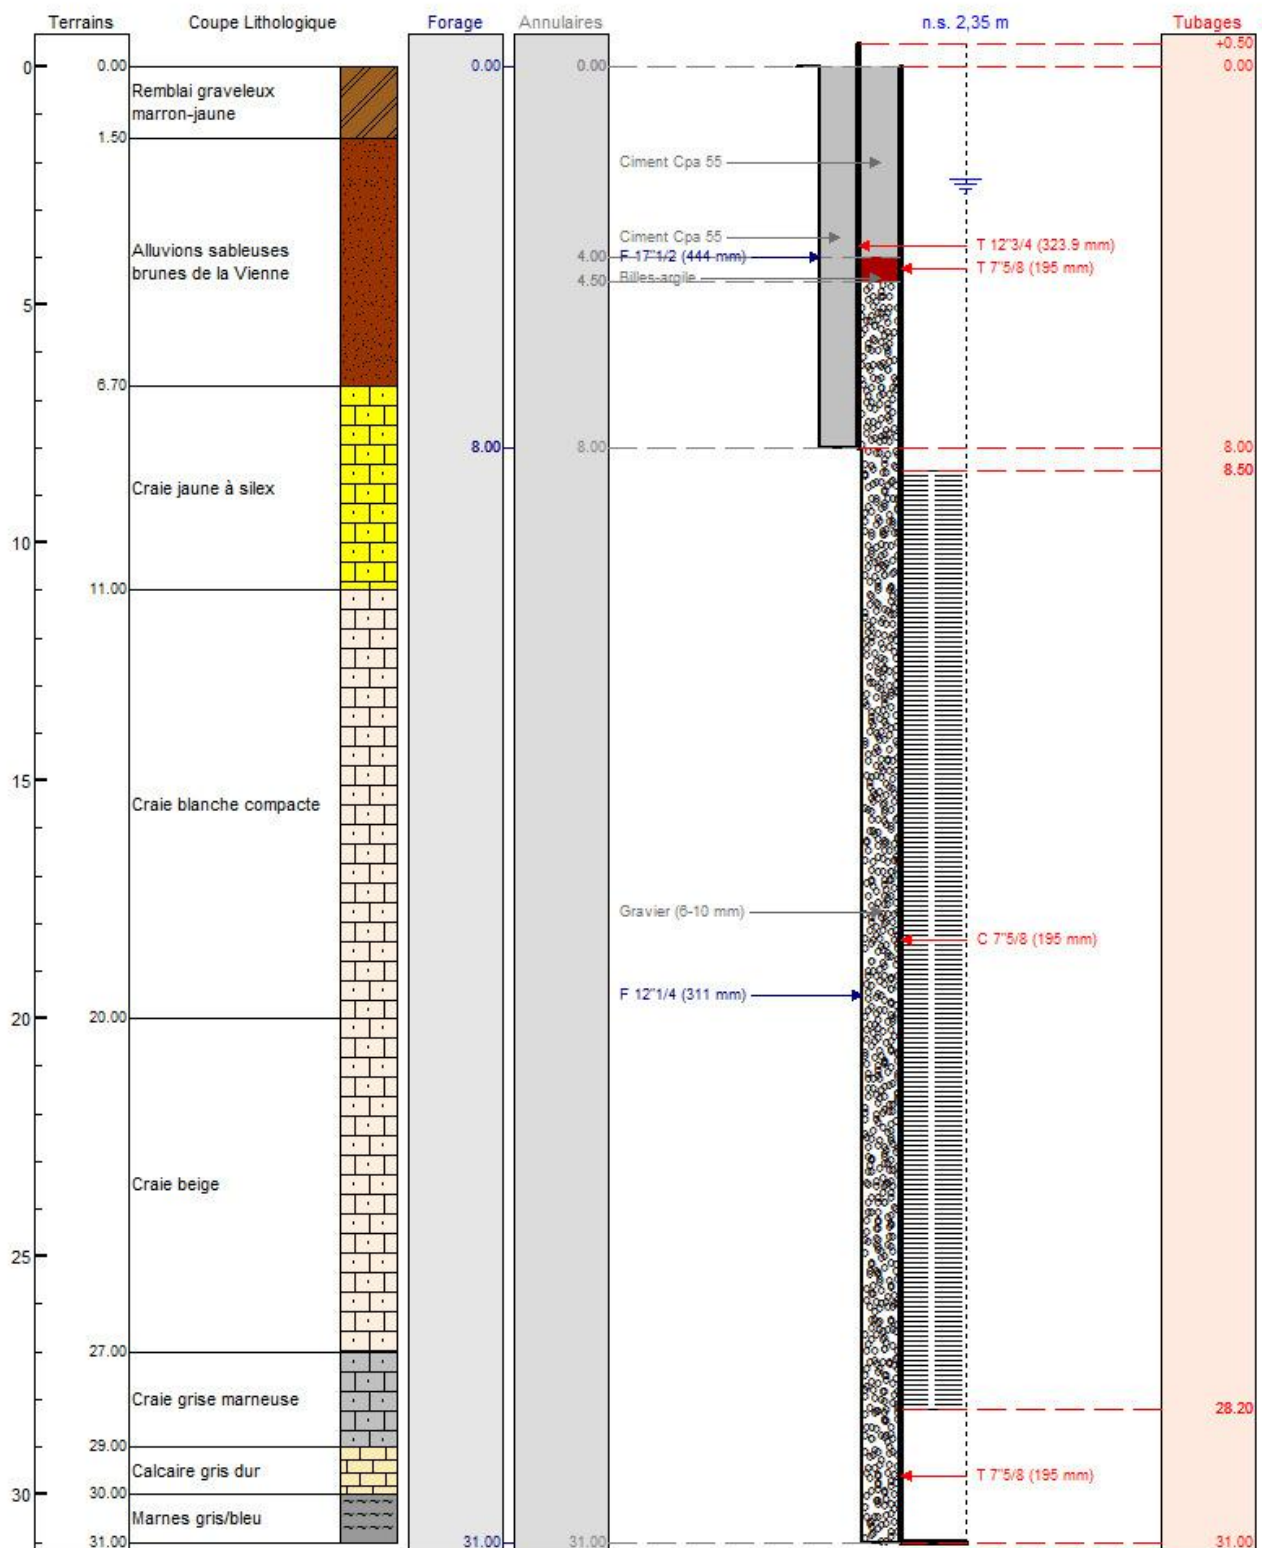 Terrains Coupe Lithologique Forage Annulaires n.s. 2,35 m Tubages
+0.50
0 0.00 0.00 0.00 0.00
Remblai graveleux
marron-jaune
1.50
Ciment Cpa 55
Ciment Cpa 55
T 12"3/4 (323.9 mm)
Alluvions sableuses
brunes de la Vienne
4.00 F 17"1/2 (444 mm)
T 7"5/8 (195 mm)
4.50 Billes-argile
5
6.70
8.00 8.00 8.00
8.50
Craie jaune à silex
10
11.00
15
Craie blanche compacte
Gravier (6-10 mm)
C 7"5/8 (195 mm)
F 12"1/4 (311 mm)
20 20.00
Craie beige
25
27.00
Craie grise marneuse
28.20
29.00
Calcaire gris dur
T 7"5/8 (195 mm)
30 30.00
Marnes gris/bleu
31.00 31.00 31.00 31.00